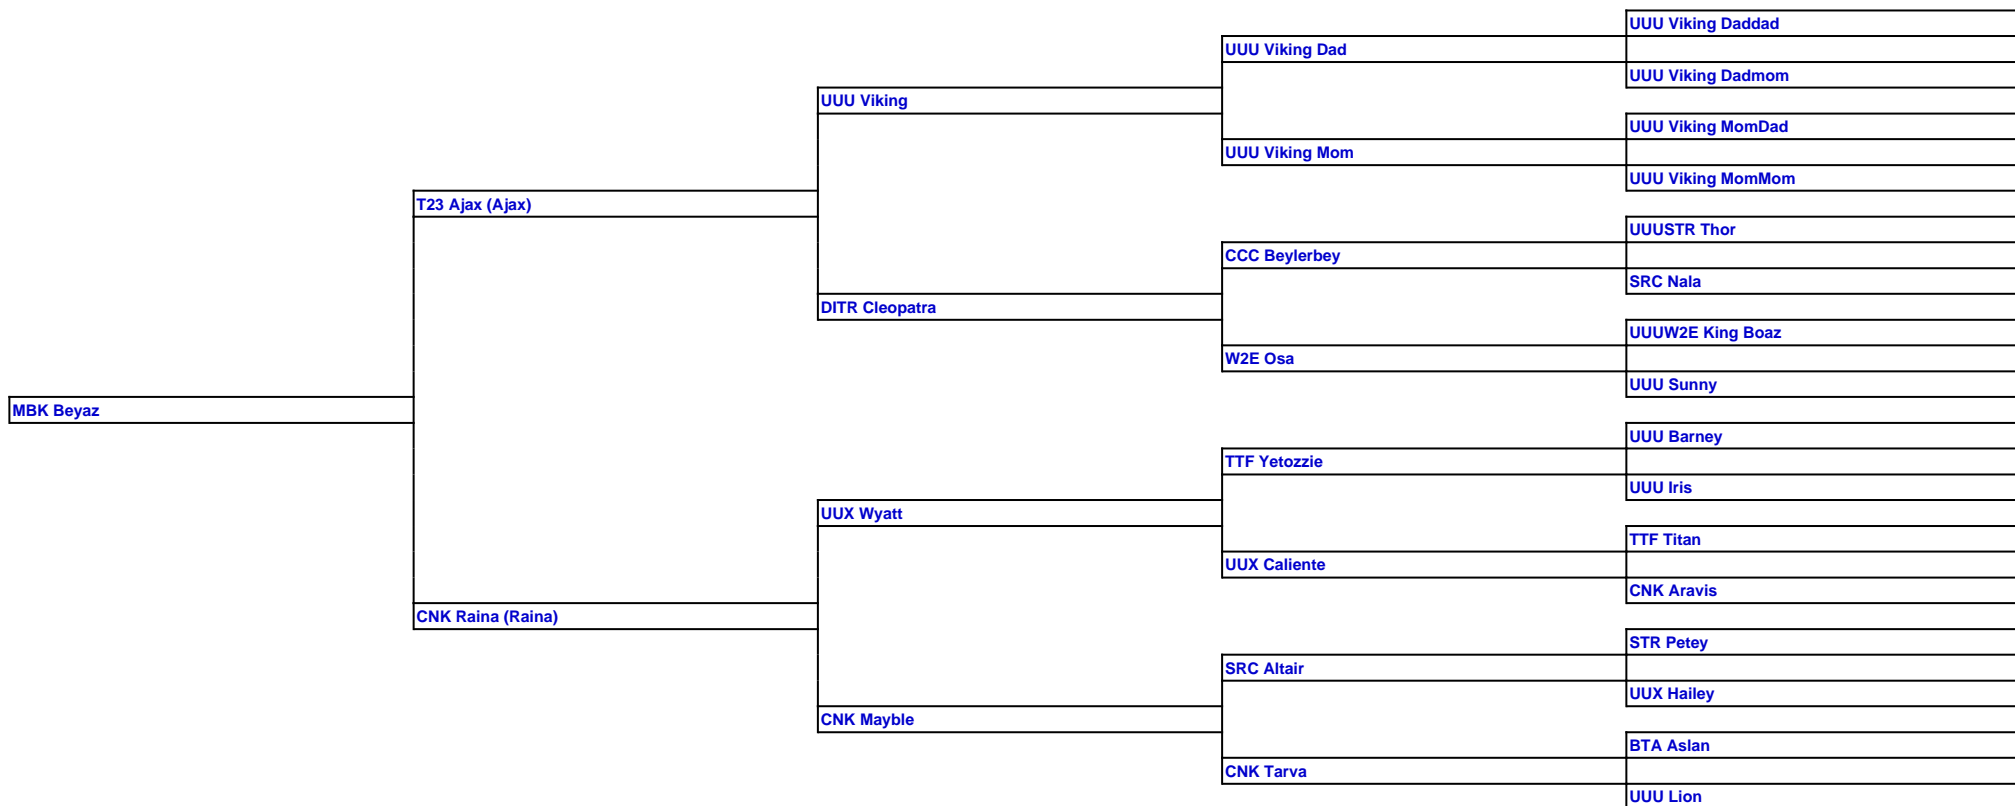 UUU Viking Daddad
UUU Viking Dad
UUU Viking Dadmom
UUU Viking
UUU Viking MomDad
UUU Viking Mom
UUU Viking MomMom
T23 Ajax (Ajax)
UUUSTR Thor
CCC Beylerbey
SRC Nala
DITR Cleopatra
UUUW2E King Boaz
W2E Osa
UUU Sunny
MBK Beyaz
UUU Barney
TTF Yetozzie
UUU Iris
UUX Wyatt
TTF Titan
UUX Caliente
CNK Aravis
CNK Raina (Raina)
STR Petey
SRC Altair
UUX Hailey
CNK Mayble
BTA Aslan
CNK Tarva
UUU Lion